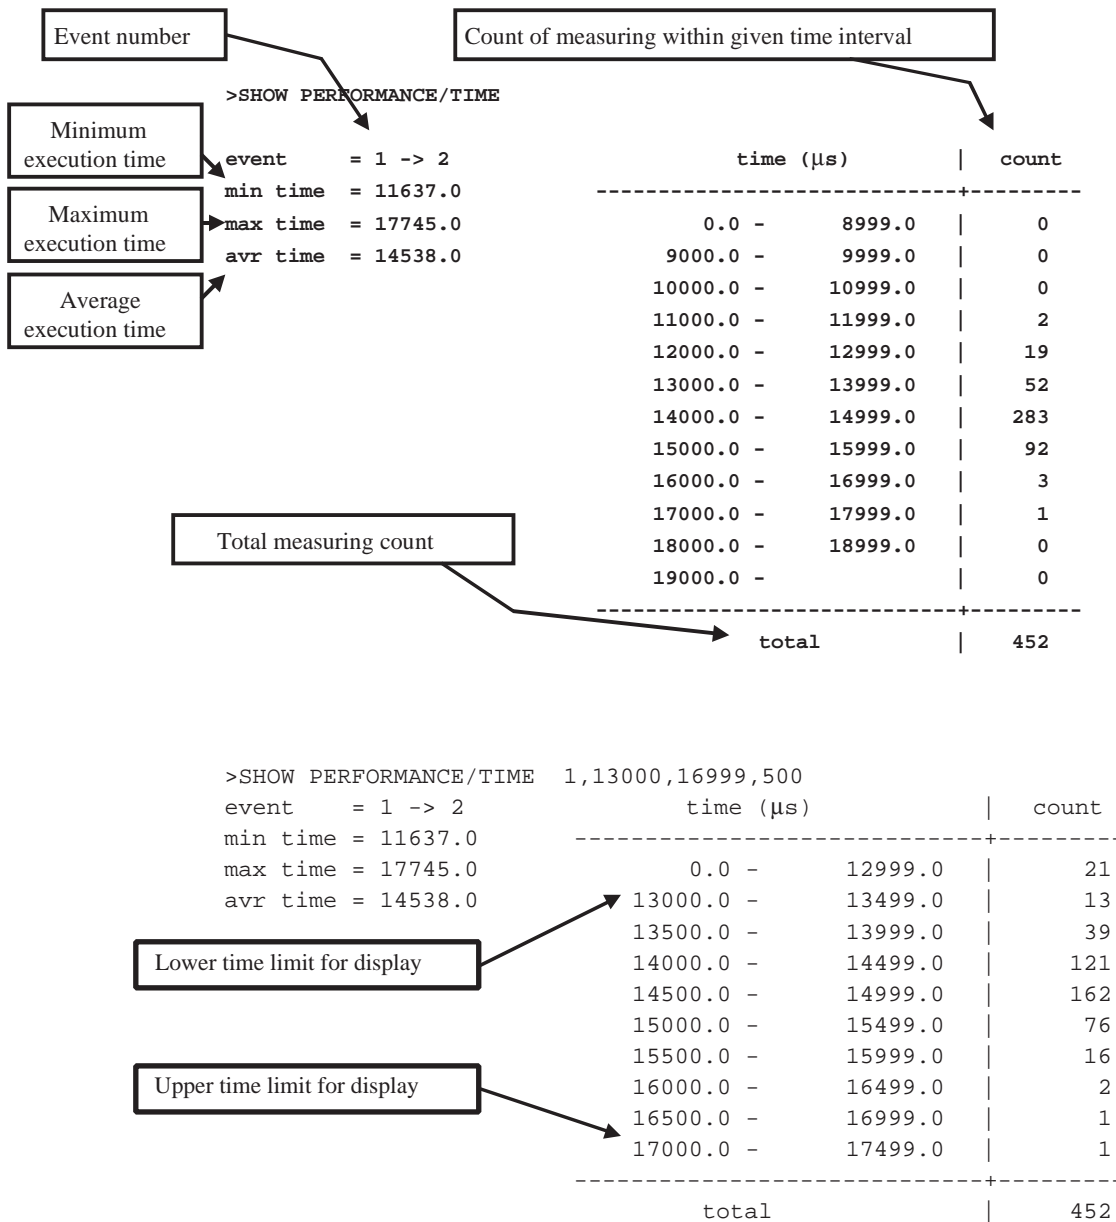 Event number
Count of measuring within given time interval
>SHOW PERFORMANCE/TIME
Minimum
execution time
Maximum
execution time
Average
execution time
event = 1 -> 2
min time = 11637.0
max time = 17745.0
avr time = 14538.0
time (µs) | count
-----------------------------+---------
0.0 - 8999.0 | 0
9000.0 - 9999.0 | 0
10000.0 - 10999.0 | 0
11000.0 - 11999.0 | 2
12000.0 - 12999.0 | 19
13000.0 - 13999.0 | 52
14000.0 - 14999.0 | 283
15000.0 - 15999.0 | 92
16000.0 - 16999.0 | 3
17000.0 - 17999.0 | 1
18000.0 - 18999.0 | 0
19000.0 - | 0
-----------------------------+---------
total | 452
Total measuring count
>SHOW PERFORMANCE/TIME 1,13000,16999,500
event = 1 -> 2
min time = 11637.0
max time = 17745.0
avr time = 14538.0
time (µs) | count
-----------------------------+---------
0.0 - 12999.0 | 21
13000.0 - 13499.0 | 13
13500.0 - 13999.0 | 39
14000.0 - 14499.0 | 121
14500.0 - 14999.0 | 162
15000.0 - 15499.0 | 76
15500.0 - 15999.0 | 16
16000.0 - 16499.0 | 2
16500.0 - 16999.0 | 1
17000.0 - 17499.0 | 1
-----------------------------+---------
total | 452
Lower time limit for display
Upper time limit for display